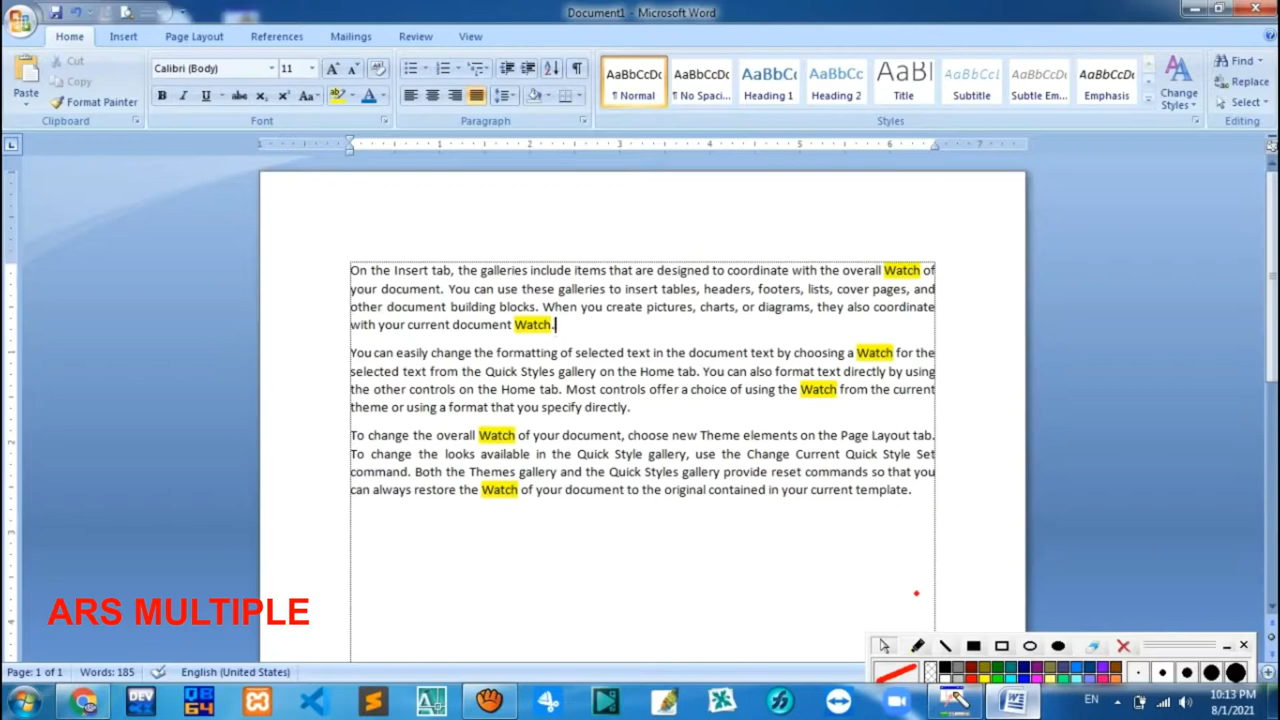 Document1 - Microsoft Word
Home Insert Page Layout References Mailings Review View
Cut
Copy
Format Painter
Paste
Clipboard
Calibri (Body) 11
Font
Paragraph
AaBbCcDc AaBbCcDc AaBbCc AaBbCc AaBl AaBbCcL AaBbCcDc AaBbCcDc
¶ Normal ¶ No Spaci... Heading 1 Heading 2 Title Subtitle Subtle Em... Emphasis
Change Styles
Styles
Find
Replace
Select
Editing
1 1 2 3 4 5 6 7
On the Insert tab, the galleries include items that are designed to coordinate with the overall Watch of
your document. You can use these galleries to insert tables, headers, footers, lists, cover pages, and
other document building blocks. When you create pictures, charts, or diagrams, they also coordinate
with your current document Watch.
You can easily change the formatting of selected text in the document text by choosing a Watch for the
selected text from the Quick Styles gallery on the Home tab. You can also format text directly by using
the other controls on the Home tab. Most controls offer a choice of using the Watch from the current
theme or using a format that you specify directly.
To change the overall Watch of your document, choose new Theme elements on the Page Layout tab.
To change the looks available in the Quick Style gallery, use the Change Current Quick Style Set
command. Both the Themes gallery and the Quick Styles gallery provide reset commands so that you
can always restore the Watch of your document to the original contained in your current template.
ARS MULTIPLE
Page: 1 of 1 Words: 185 English (United States)
DEV
QB
64
EN
10:13 PM
8/1/2021